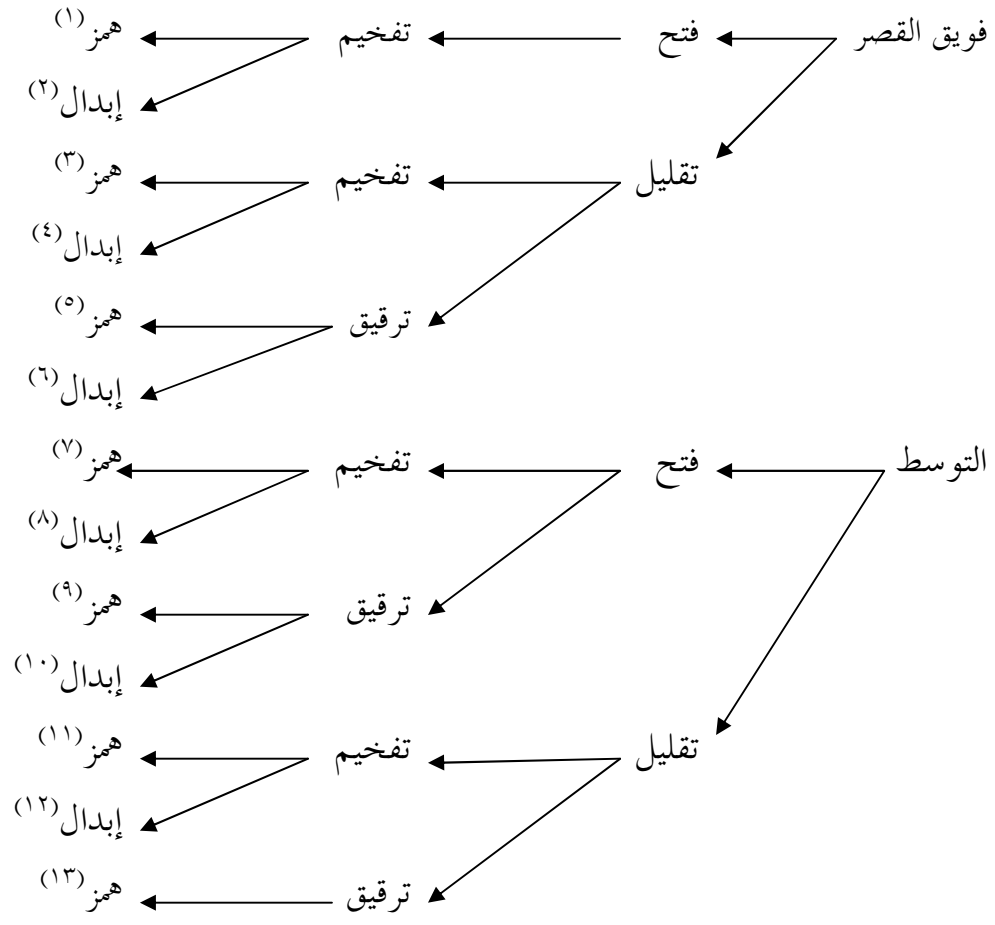 فويق القصر فتح تفخيم همز (١)
إبدال (٢)
تقليل تفخيم همز (٣)
إبدال (٤)
ترقيق همز (٥)
إبدال (٦)
التوسط فتح تفخيم همز (٧)
إبدال (٨)
ترقيق همز (٩)
إبدال (١٠)
تقليل تفخيم همز (١١)
إبدال (١٢)
ترقيق همز (١٣)